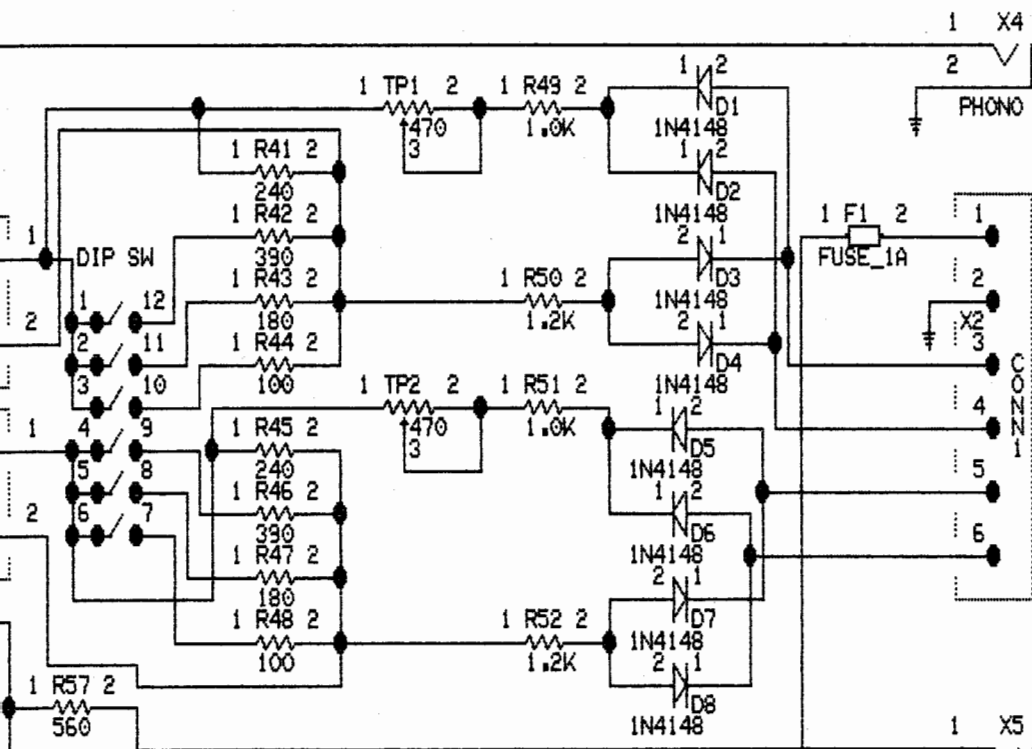 1 X4
2
PHONO
1 TP1 2
470
3
1 R49 2
1.0K
1 2
D1
1N4148
1 2
D2
1N4148
1 R41 2
240
1 R42 2
390
1 R43 2
180
1 R44 2
100
1
2
DIP SW
1 12
2 11
3 10
4 9
5 8
6 7
1 R50 2
1.2K
2 1
D3
1N4148
2 1
D4
1N4148
1 F1 2
FUSE_1A
1
2
X2
3
4
5
6
CONN1
1 TP2 2
470
3
1 R51 2
1.0K
1 2
D5
1N4148
1 2
D6
1N4148
1
2
1 R45 2
240
1 R46 2
390
1 R47 2
180
1 R48 2
100
1 R52 2
1.2K
2 1
D7
1N4148
2 1
D8
1N4148
1 R57 2
560
1 X5